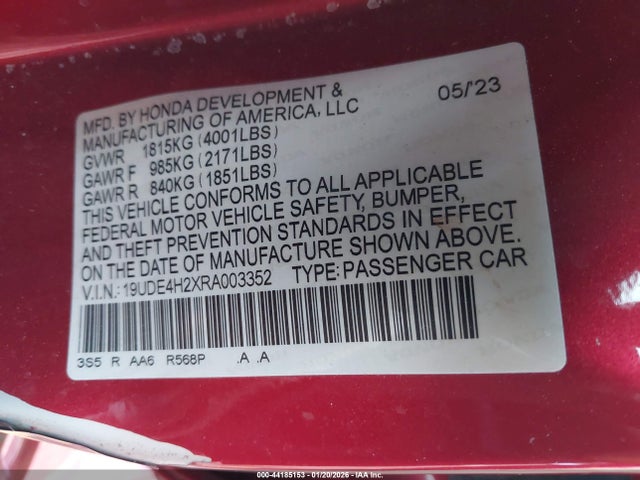 MFD. BY HONDA DEVELOPMENT & 05/'23
MANUFACTURING OF AMERICA, LLC
GVWR 1815KG (4001LBS)
GAWR F 985KG (2171LBS)
GAWR R 840KG (1851LBS)
THIS VEHICLE CONFORMS TO ALL APPLICABLE
FEDERAL MOTOR VEHICLE SAFETY, BUMPER,
AND THEFT PREVENTION STANDARDS IN EFFECT
ON THE DATE OF MANUFACTURE SHOWN ABOVE.
V.I.N.: 19UDE4H2XRA003352 TYPE: PASSENGER CAR
3S5 R AA6 R568P .A .A
000-44185153 - 01/20/2026 - IAA Inc.